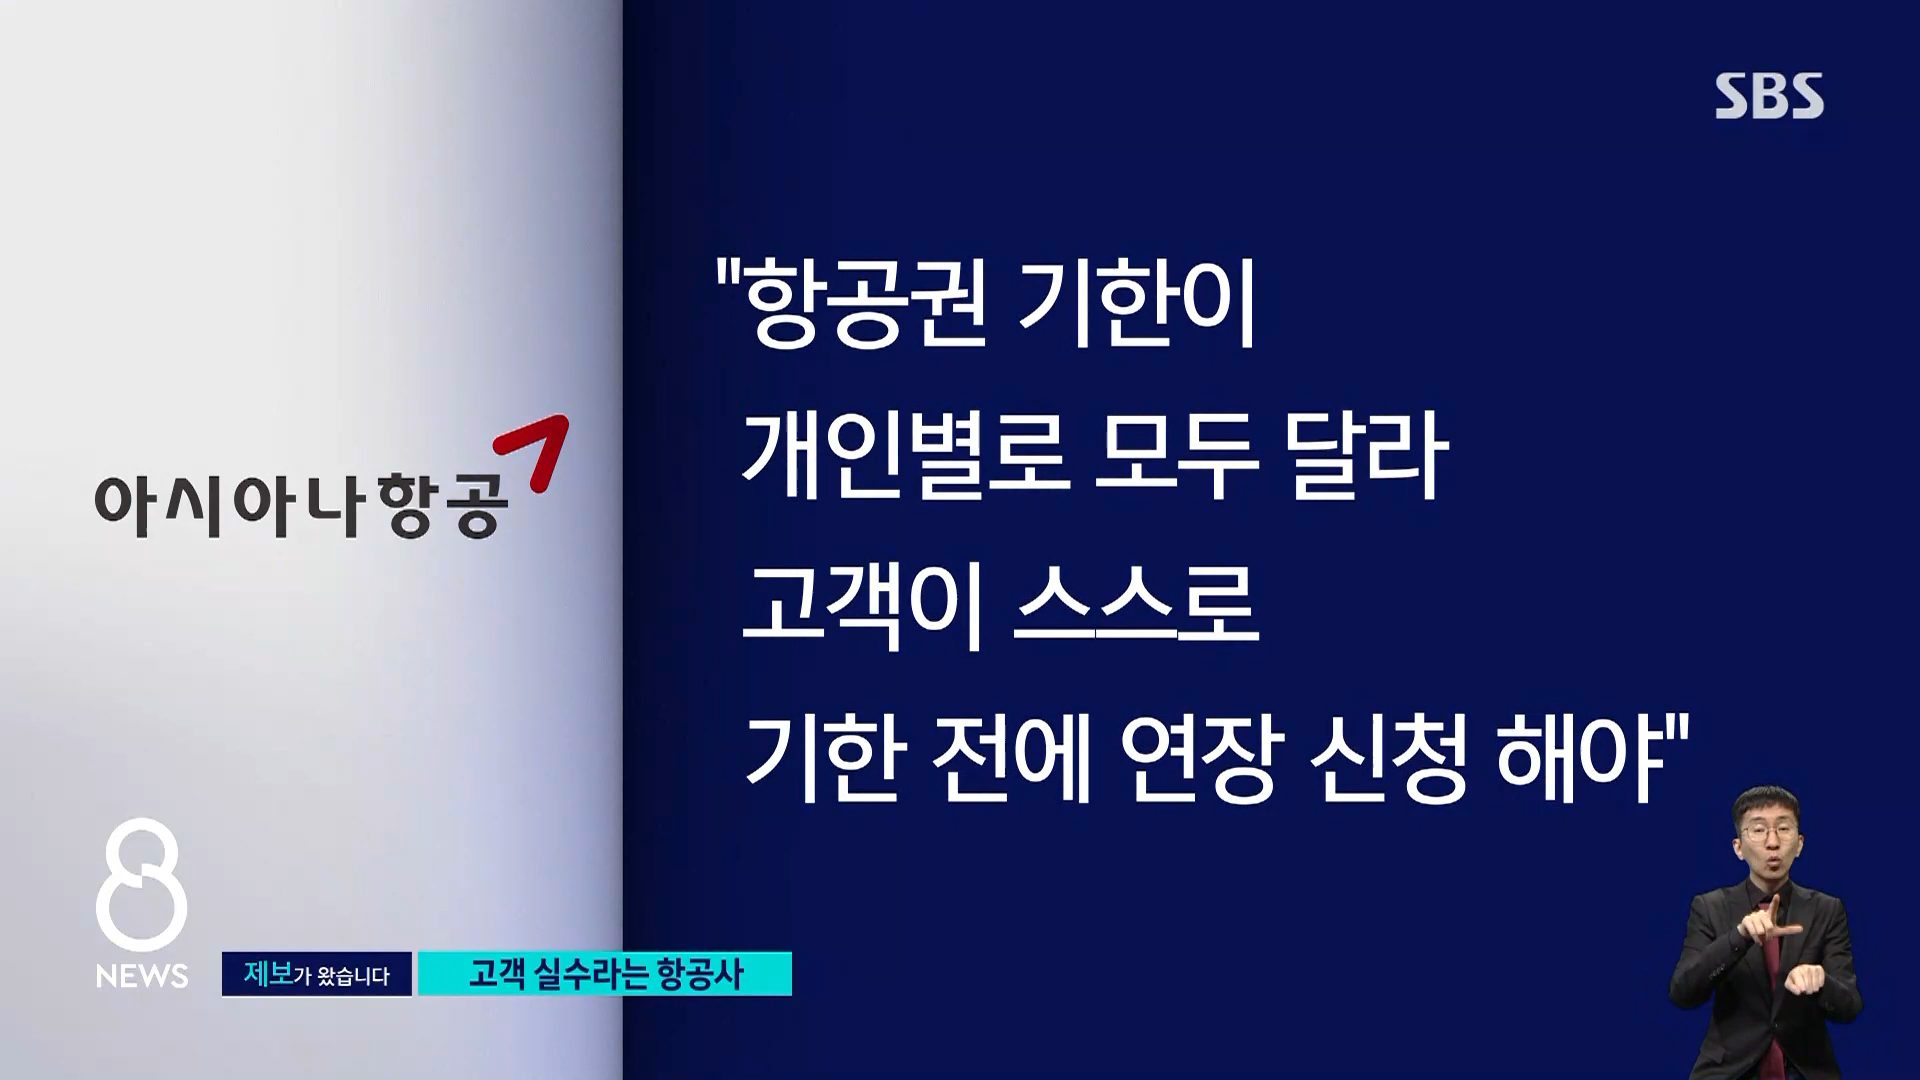 SBS
"항공권 기한이
개인별로 모두 달라
고객이 스스로
기한 전에 연장 신청 해야"
아시아나항공
8
NEWS
제보가 왔습니다
고객 실수라는 항공사